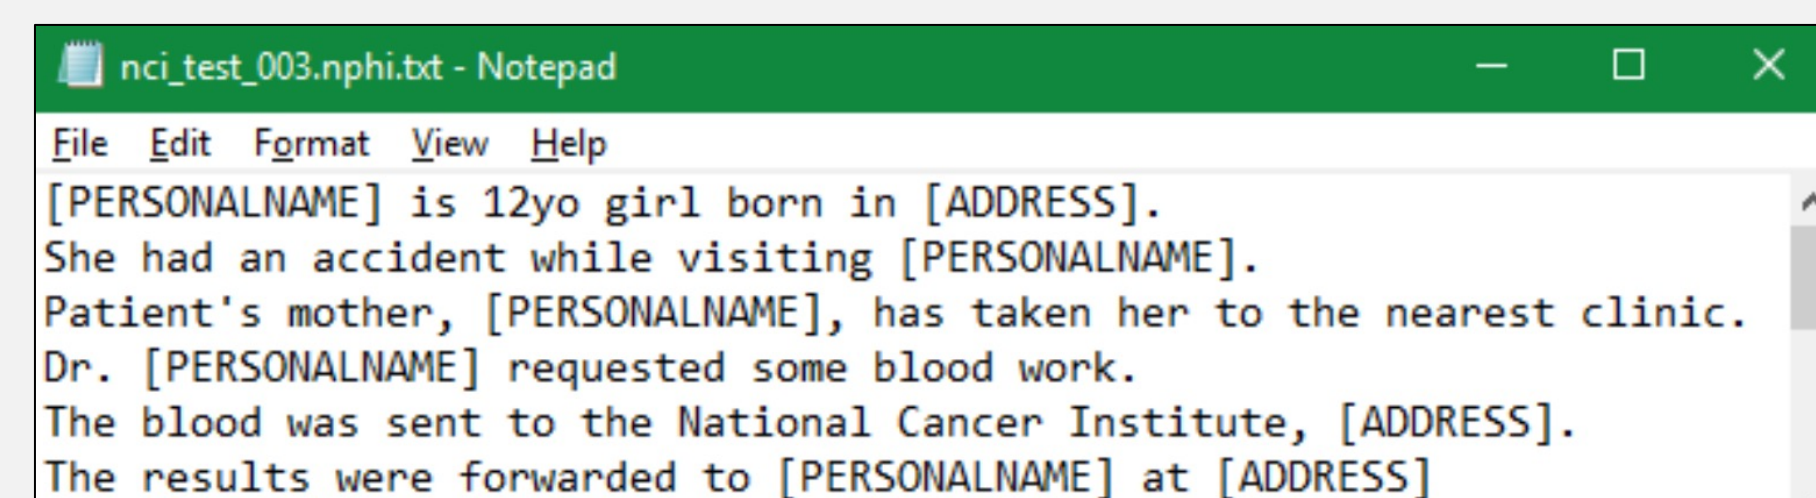 nci_test_003.nphi.txt - Notepad
File Edit Format View Help
[PERSONALNAME] is 12yo girl born in [ADDRESS].
She had an accident while visiting [PERSONALNAME].
Patient's mother, [PERSONALNAME], has taken her to the nearest clinic.
Dr. [PERSONALNAME] requested some blood work.
The blood was sent to the National Cancer Institute, [ADDRESS].
The results were forwarded to [PERSONALNAME] at [ADDRESS]